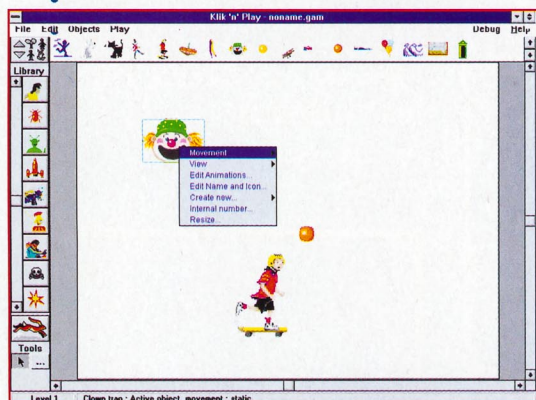 Klik 'n' Play - noname.gam
File Edit Objects Play Debug Help
Library
Movement
View
Edit Animations...
Edit Name and Icon...
Create new...
Internal number...
Resize...
Tools
...
Level 1 Clown trap : Active object, movement : static